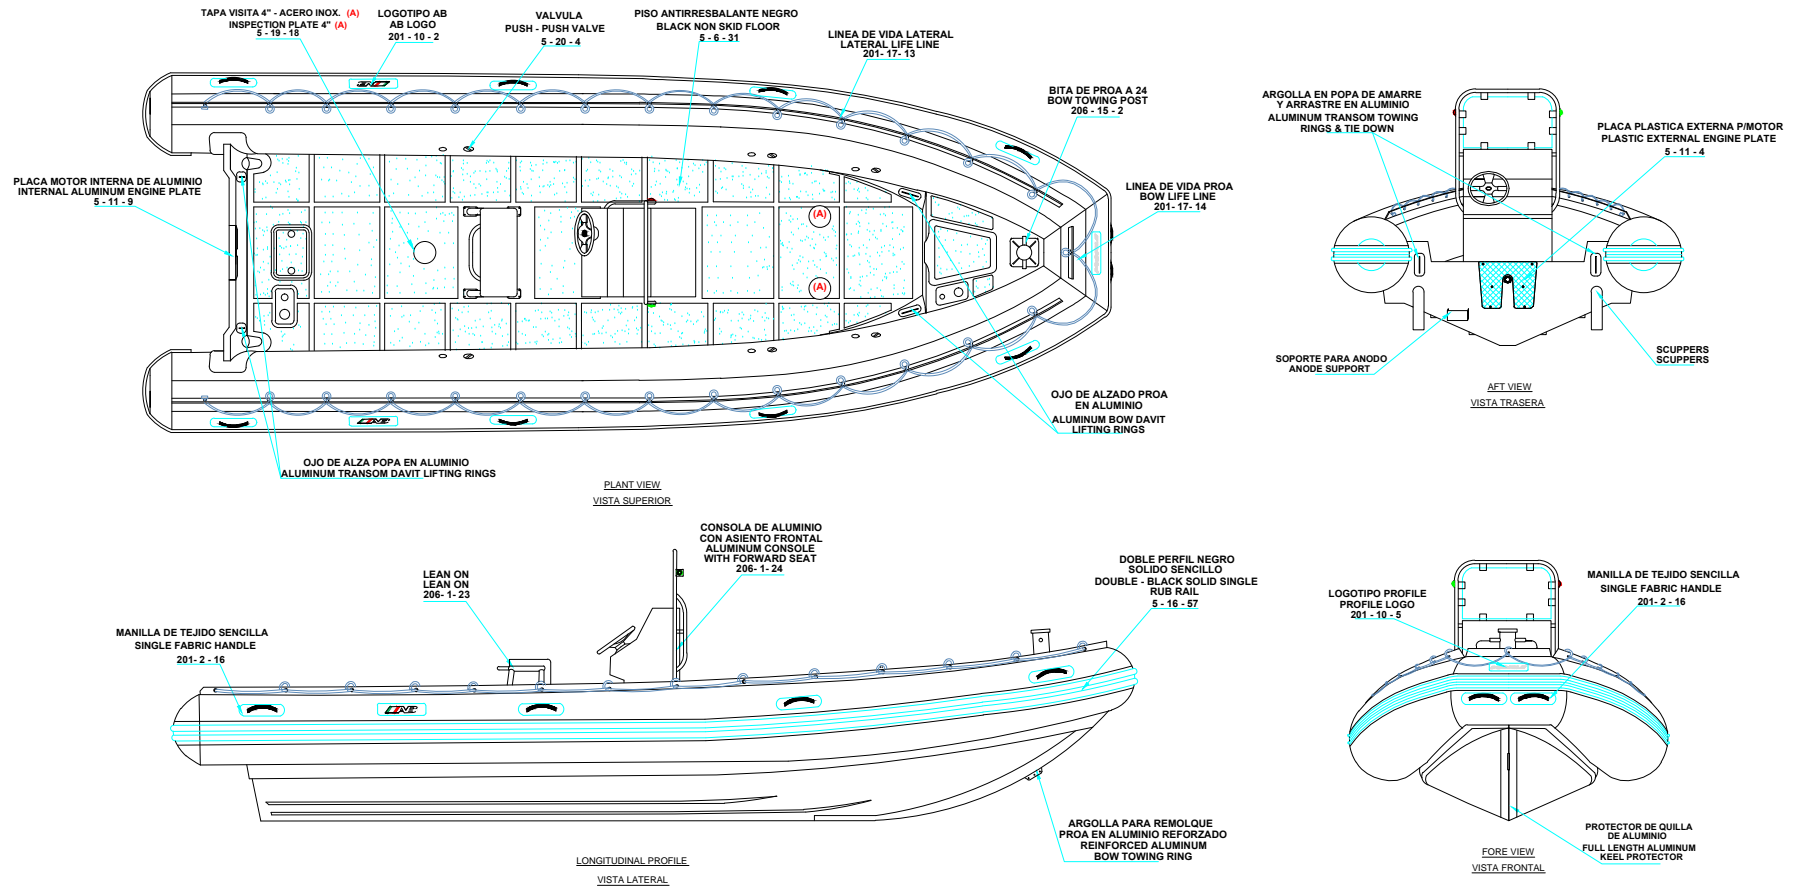 TAPA VISITA 4" - ACERO INOX. (A)
INSPECTION PLATE 4" (A)
5 - 19 - 18
LOGOTIPO AB
AB LOGO
201 - 10 - 2
VALVULA
PUSH - PUSH VALVE
5 - 20 - 4
PISO ANTIRRESBALANTE NEGRO
BLACK NON SKID FLOOR
5 - 6 - 31
LINEA DE VIDA LATERAL
LATERAL LIFE LINE
201- 17- 13
BITA DE PROA A 24
BOW TOWING POST
206 - 15 - 2
LINEA DE VIDA PROA
BOW LIFE LINE
201- 17- 14
PLACA MOTOR INTERNA DE ALUMINIO
INTERNAL ALUMINUM ENGINE PLATE
5 - 11 - 9
(A)
(A)
OJO DE ALZADO PROA
EN ALUMINIO
ALUMINUM BOW DAVIT
LIFTING RINGS
OJO DE ALZA POPA EN ALUMINIO
ALUMINUM TRANSOM DAVIT LIFTING RINGS
PLANT VIEW
VISTA SUPERIOR
ARGOLLA EN POPA DE AMARRE
Y ARRASTRE EN ALUMINIO
ALUMINUM TRANSOM TOWING
RINGS & TIE DOWN
PLACA PLASTICA EXTERNA P/MOTOR
PLASTIC EXTERNAL ENGINE PLATE
5 - 11 - 4
SOPORTE PARA ANODO
ANODE SUPPORT
SCUPPERS
SCUPPERS
AFT VIEW
VISTA TRASERA
CONSOLA DE ALUMINIO
CON ASIENTO FRONTAL
ALUMINUM CONSOLE
WITH FORWARD SEAT
206- 1- 24
LEAN ON
LEAN ON
206- 1- 23
DOBLE PERFIL NEGRO
SOLIDO SENCILLO
DOUBLE - BLACK SOLID SINGLE
RUB RAIL
5 - 16 - 57
MANILLA DE TEJIDO SENCILLA
SINGLE FABRIC HANDLE
201- 2 - 16
AB
ARGOLLA PARA REMOLQUE
PROA EN ALUMINIO REFORZADO
REINFORCED ALUMINUM
BOW TOWING RING
LONGITUDINAL PROFILE
VISTA LATERAL
LOGOTIPO PROFILE
PROFILE LOGO
201 - 10 - 5
MANILLA DE TEJIDO SENCILLA
SINGLE FABRIC HANDLE
201- 2 - 16
PROTECTOR DE QUILLA
DE ALUMINIO
FULL LENGTH ALUMINUM
KEEL PROTECTOR
FORE VIEW
VISTA FRONTAL